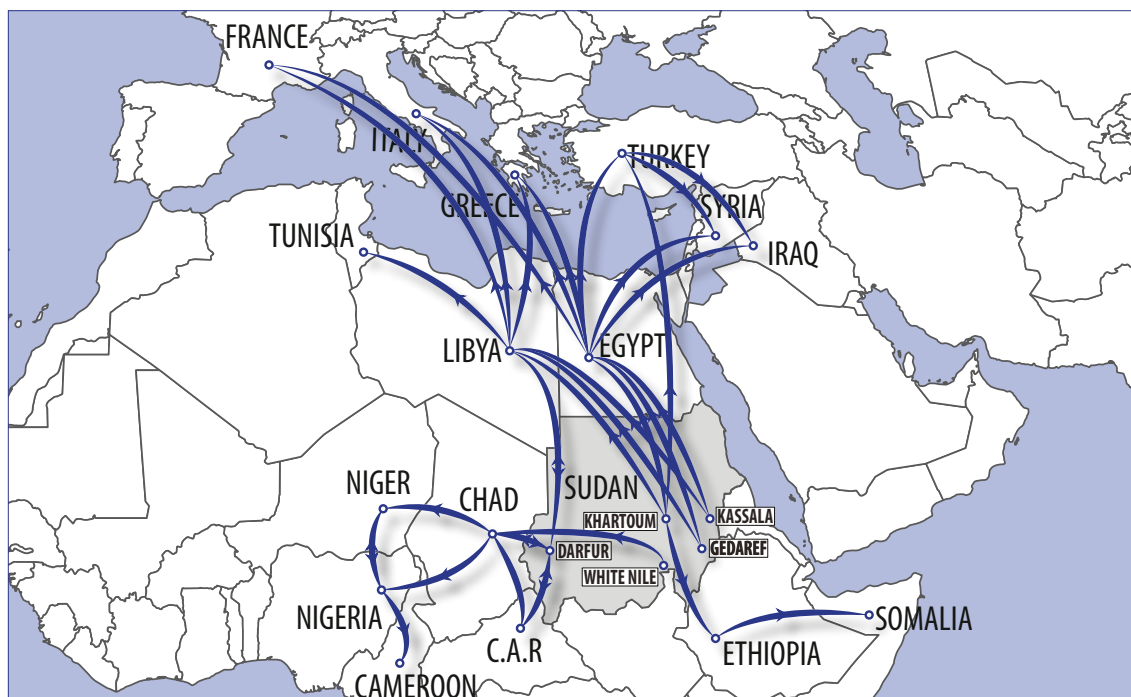 FRANCE
ITALY
TURKEY
GREECE
SYRIA
TUNISIA
IRAQ
LIBYA
EGYPT
NIGER
CHAD
SUDAN
KHARTOUM
KASSALA
DARFUR
GEDAREF
WHITE NILE
NIGERIA
C.A.R
ETHIOPIA
SOMALIA
CAMEROON